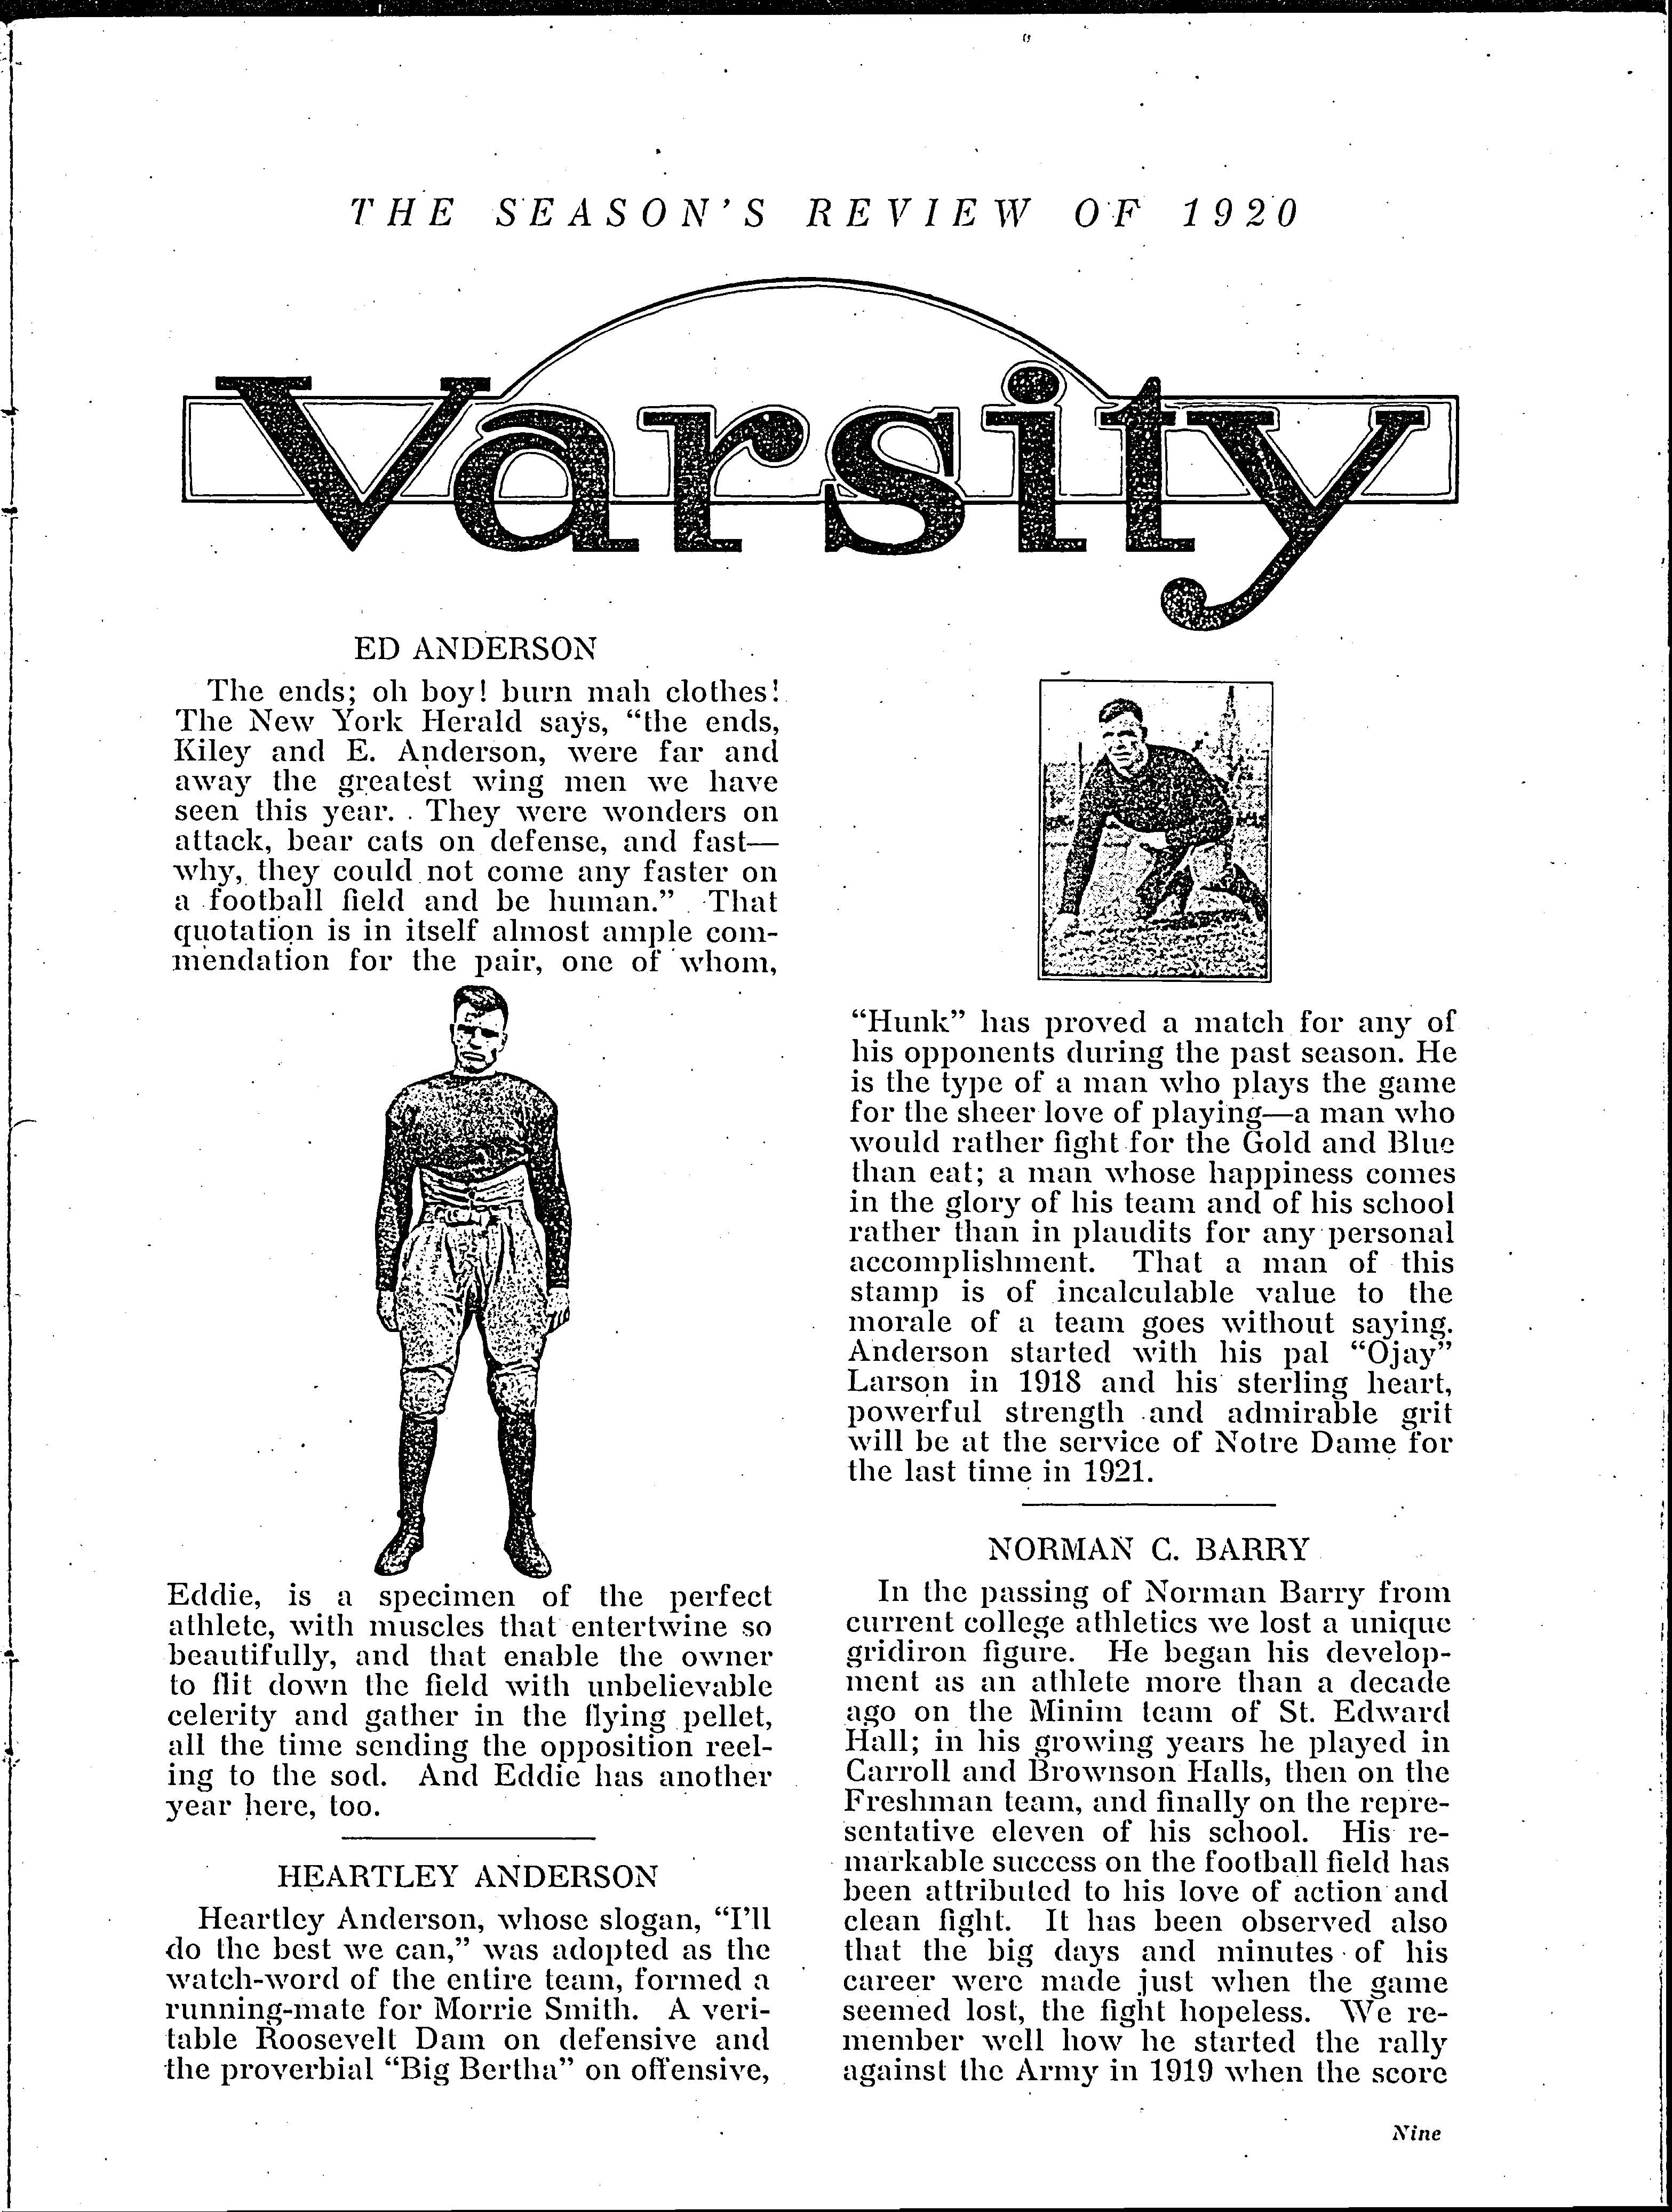 THE SEASON'S REVIEW OF 1920
Varsity
ED ANDERSON
The ends; oh boy! burn mah clothes!
The New York Herald says, “the ends,
Kiley and E. Anderson, were far and
away the greatest wing men we have
seen this year. They were wonders on
attack, bear cats on defense, and fast—
why, they could not come any faster on
a football field and be human.” That
quotation is in itself almost ample com-
mendation for the pair, one of whom,
Eddie, is a specimen of the perfect
athlete, with muscles that entertwine so
beautifully, and that enable the owner
to flit down the field with unbelievable
celerity and gather in the flying pellet,
all the time sending the opposition reel-
ing to the sod. And Eddie has another
year here, too.
HEARTLEY ANDERSON
Heartley Anderson, whose slogan, “I'll
do the best we can,” was adopted as the
watch-word of the entire team, formed a
running-mate for Morrie Smith. A veri-
table Roosevelt Dam on defensive and
the proverbial “Big Bertha” on offensive,
“Hunk” has proved a match for any of
his opponents during the past season. He
is the type of a man who plays the game
for the sheer love of playing—a man who
would rather fight for the Gold and Blue
than eat; a man whose happiness comes
in the glory of his team and of his school
rather than in plaudits for any personal
accomplishment. That a man of this
stamp is of incalculable value to the
morale of a team goes without saying.
Anderson started with his pal “Ojay”
Larson in 1918 and his sterling heart,
powerful strength and admirable grit
will be at the service of Notre Dame for
the last time in 1921.
NORMAN C. BARRY
In the passing of Norman Barry from
current college athletics we lost a unique
gridiron figure. He began his develop-
ment as an athlete more than a decade
ago on the Minim team of St. Edward
Hall; in his growing years he played in
Carroll and Brownson Halls, then on the
Freshman team, and finally on the repre-
sentative eleven of his school. His re-
markable success on the football field has
been attributed to his love of action and
clean fight. It has been observed also
that the big days and minutes of his
career were made just when the game
seemed lost, the fight hopeless. We re-
member well how he started the rally
against the Army in 1919 when the score
Nine